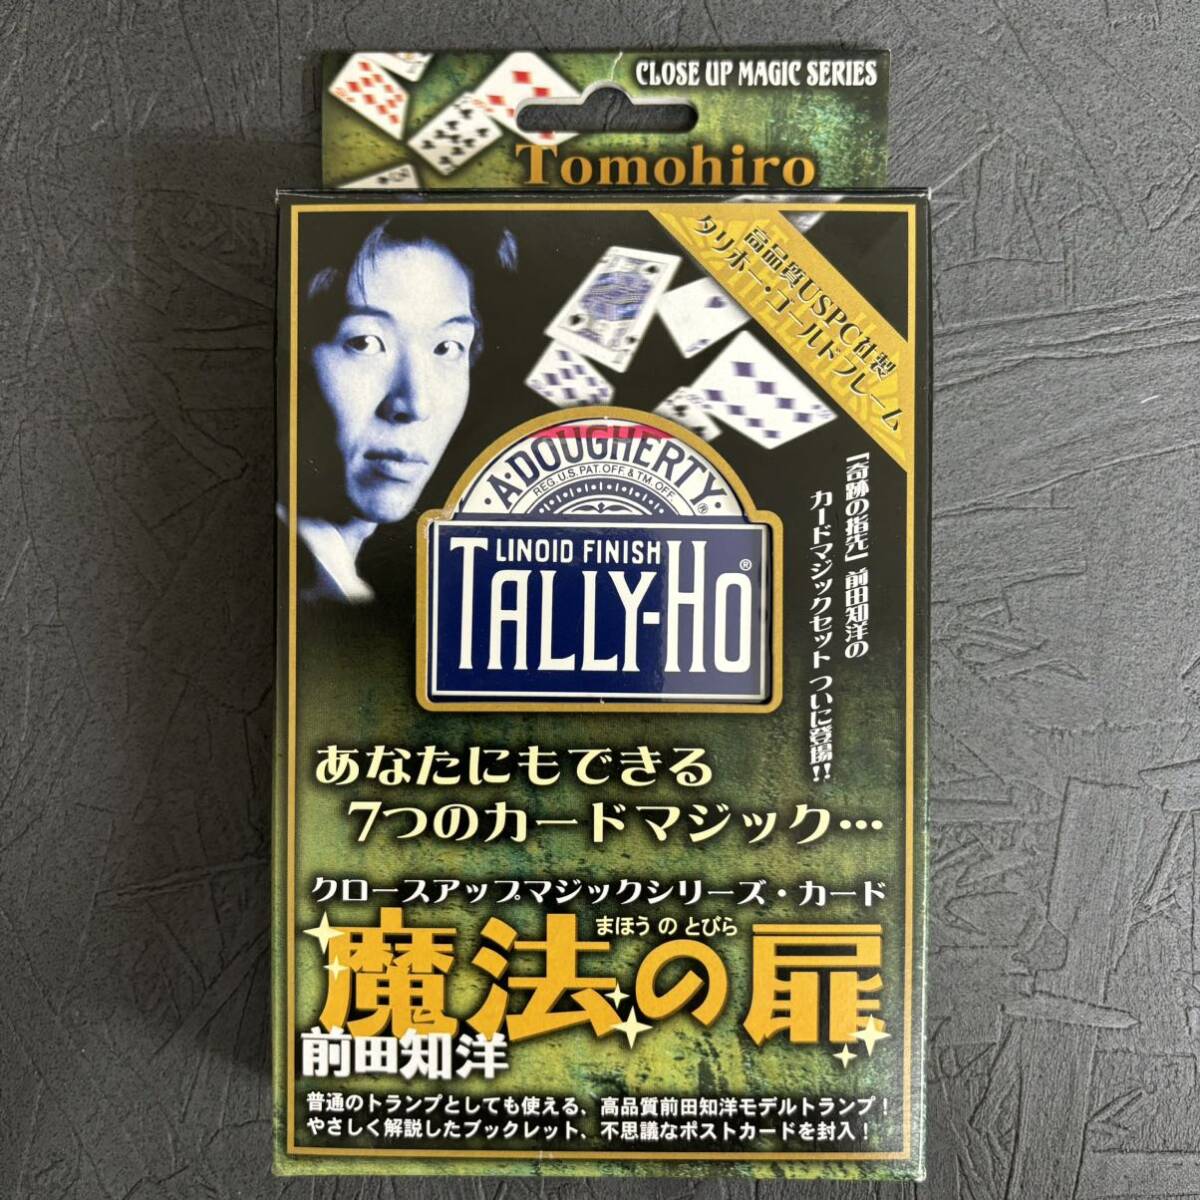 CLOSE UP MAGIC SERIES
Tomohiro
高品質USPC社製
タリホー・ゴールドフレーム
「奇跡の指先」前田知洋の
カードマジックセット ついに登場!!
A.DOUGHERTY
REG. U.S. PAT. OFF. & TM. OFF.
LINOID FINISH
TALLY-HO®
あなたにもできる
7つのカードマジック…
クロースアップマジックシリーズ・カード
まほう の とびら
魔法の扉
前田知洋
普通のトランプとしても使える、高品質前田知洋モデルトランプ！
やさしく解説したブックレット、不思議なポストカードを封入！